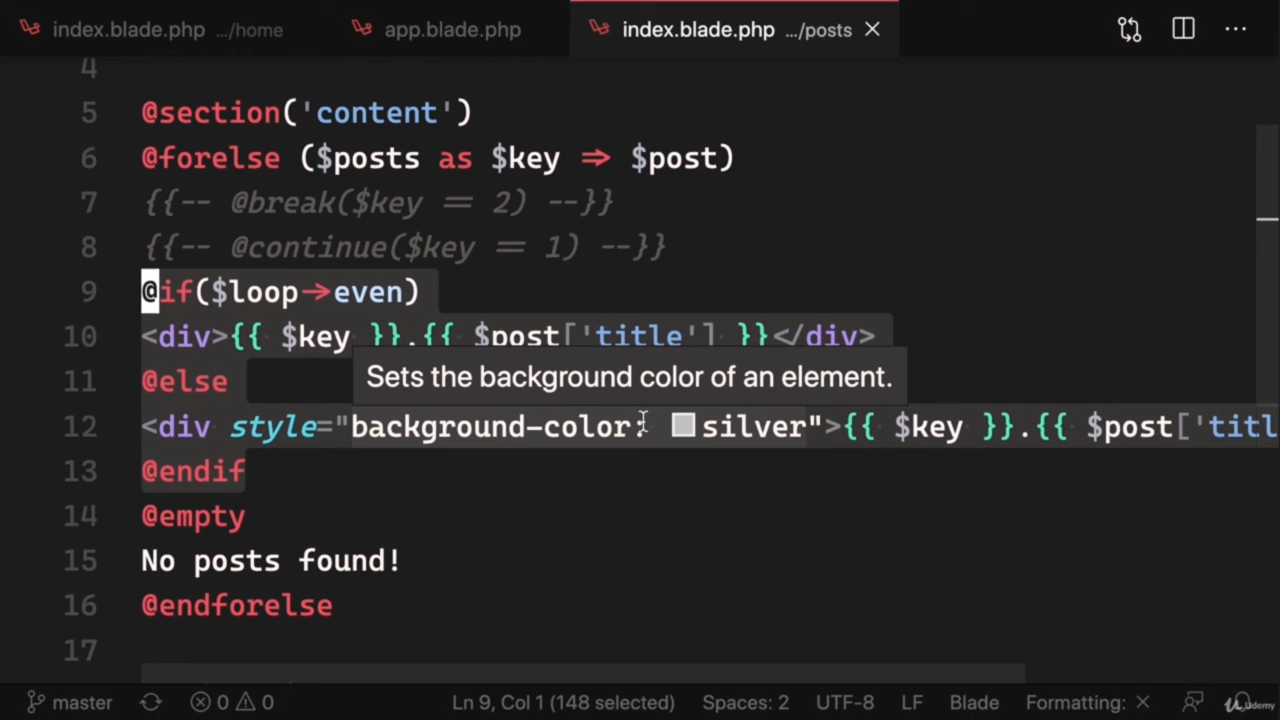 index.blade.php .../home
app.blade.php
index.blade.php .../posts
4
5 @section('content')
6 @forelse ($posts as $key => $post)
7 {{-- @break($key == 2) --}}
8 {{-- @continue($key == 1) --}}
9 @if($loop->even)
10 <div>{{ $key }}.{{ $post['title'] }}</div>
Sets the background color of an element.
11 @else
12 <div style="background-color: silver">{{ $key }}.{{ $post['titl
13 @endif
14 @empty
15 No posts found!
16 @endforelse
17
master 0 0 Ln 9, Col 1 (148 selected) Spaces: 2 UTF-8 LF Blade Formatting: ×
Udemy